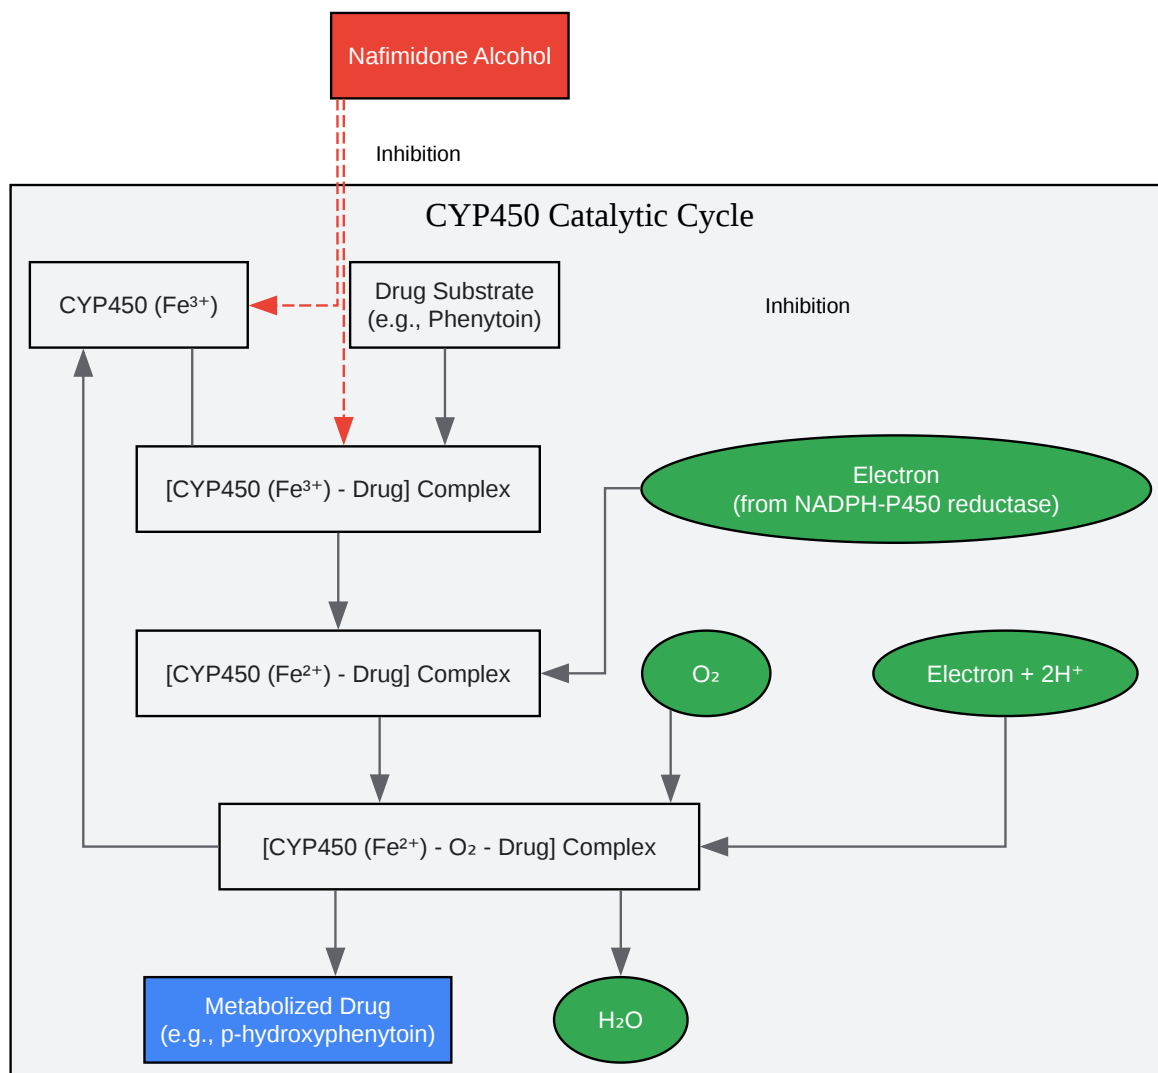 Nafimidone Alcohol
Inhibition
CYP450 Catalytic Cycle
CYP450 (Fe³⁺)
Drug Substrate
(e.g., Phenytoin)
Inhibition
[CYP450 (Fe³⁺) - Drug] Complex
Electron
(from NADPH-P450 reductase)
[CYP450 (Fe²⁺) - Drug] Complex
O₂
Electron + 2H⁺
[CYP450 (Fe²⁺) - O₂ - Drug] Complex
Metabolized Drug
(e.g., p-hydroxyphenytoin)
H₂O